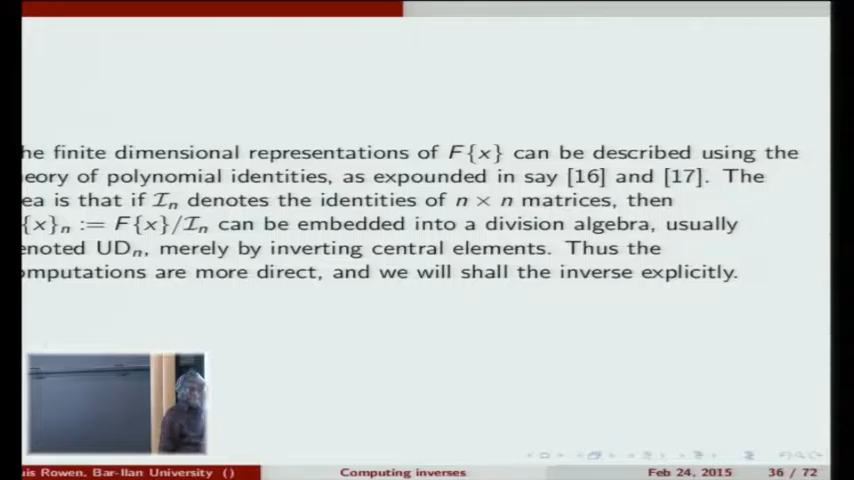 he finite dimensional representations of F{x} can be described using the
eory of polynomial identities, as expounded in say [16] and [17]. The
ea is that if Iₙ denotes the identities of n × n matrices, then
{x}ₙ := F{x}/Iₙ can be embedded into a division algebra, usually
enoted UDₙ, merely by inverting central elements. Thus the
omputations are more direct, and we will shall the inverse explicitly.
uis Rowen, Bar-Ilan University () Computing inverses Feb 24, 2015 36 / 72